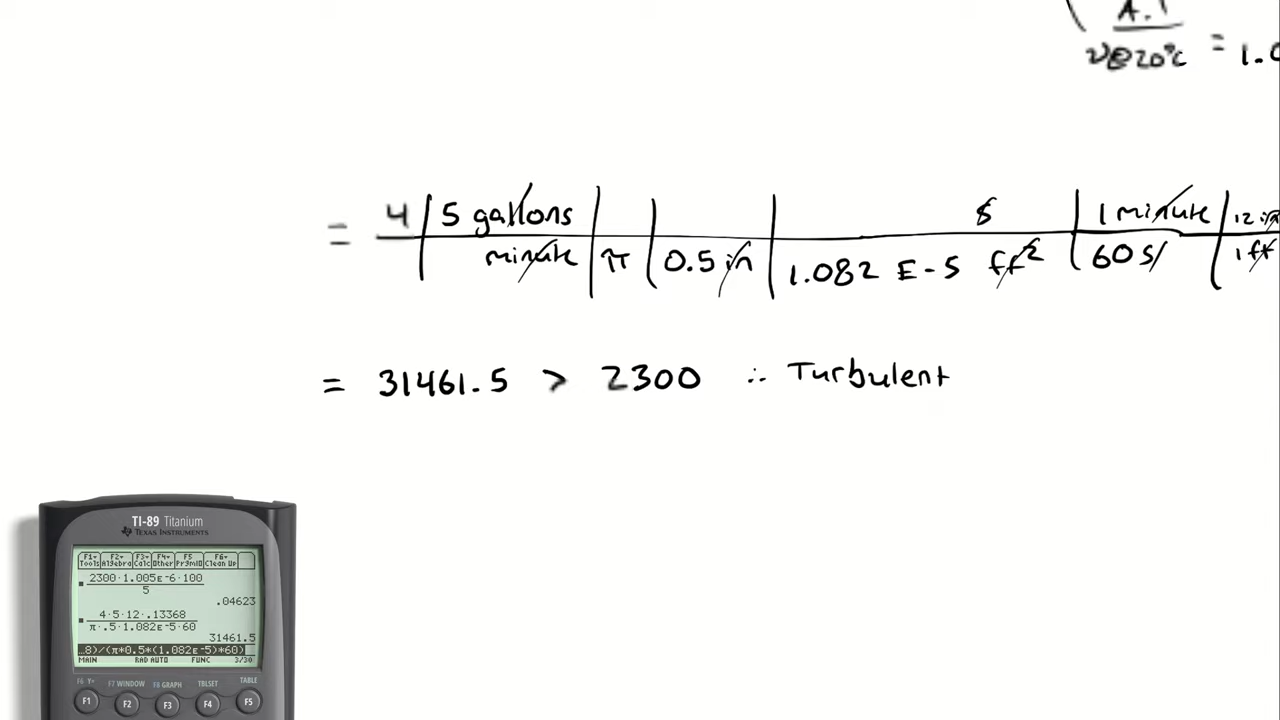 A.1
ν@20°C = 1.0
= 4 | 5 gallons | | | s | 1 minute | 12 in
minute | π | 0.5 in | 1.082 E-5 ft² | 60 s | 1 ft
= 31461.5 > 2300 ∴ Turbulent
TI-89 Titanium
TEXAS INSTRUMENTS
F1▾ F2▾ F3▾ F4▾ F5 F6▾
Tools Algebra Calc Other PrgmIO Clean Up
2300·1.005E-6·100
5
.04623
4·5·12·.13368
π·.5·1.082E-5·60
31461.5
…8)/(π*0.5*(1.082E-5)*60)
MAIN RAD AUTO FUNC 3/30
F6 Y= F7 WINDOW F8 GRAPH TBLSET TABLE
F1 F2 F3 F4 F5